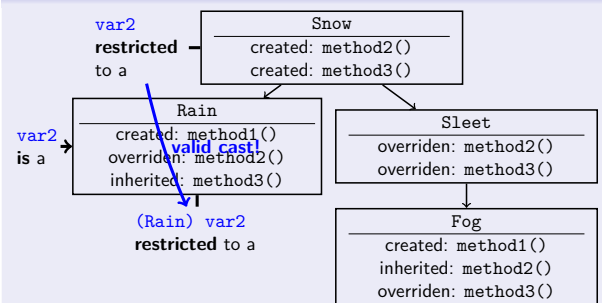 var2
restricted
to a
Snow
created: method2()
created: method3()
var2
is a
Rain
created: method1()
overriden: method2()
inherited: method3()
valid cast!
(Rain) var2
restricted to a
Sleet
overriden: method2()
overriden: method3()
Fog
created: method1()
inherited: method2()
overriden: method3()